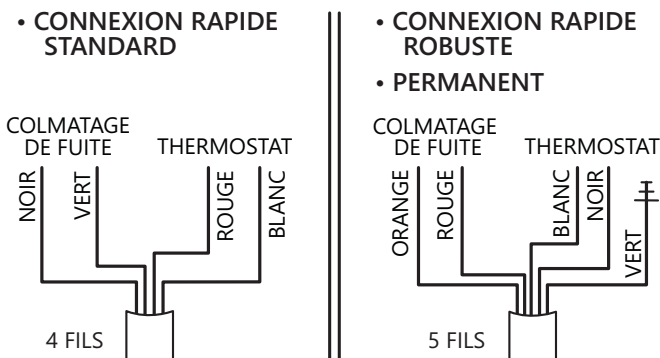 • CONNEXION RAPIDE
STANDARD
COLMATAGE
DE FUITE
THERMOSTAT
NOIR
VERT
ROUGE
BLANC
4 FILS
• CONNEXION RAPIDE
ROBUSTE
• PERMANENT
COLMATAGE
DE FUITE
THERMOSTAT
ORANGE
ROUGE
BLANC
NOIR
VERT
5 FILS